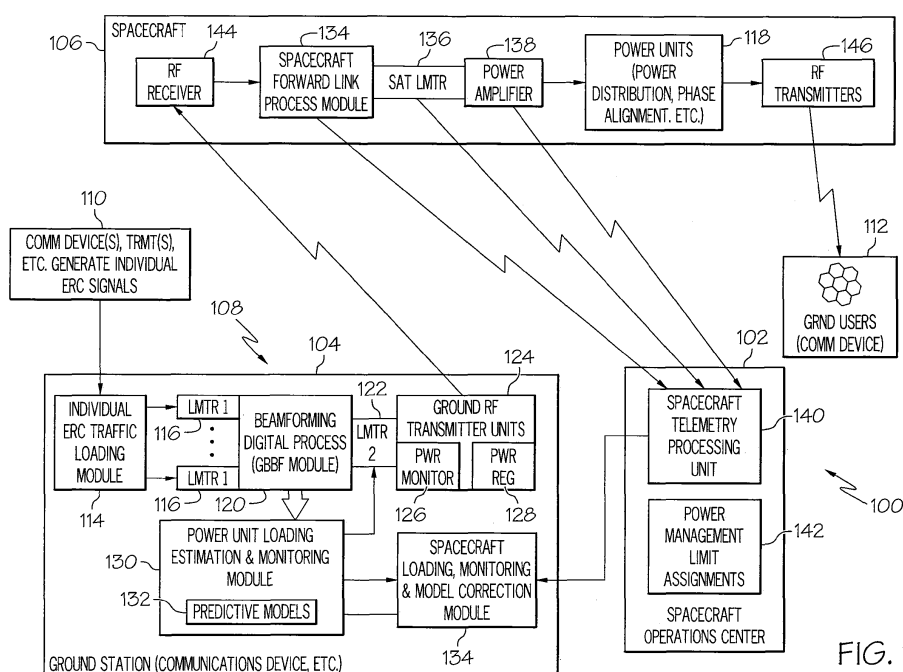 106
SPACECRAFT
144
RF
RECEIVER
134
SPACECRAFT
FORWARD LINK
PROCESS MODULE
136
SAT LMTR
138
POWER
AMPLIFIER
118
POWER UNITS
(POWER
DISTRIBUTION, PHASE
ALIGNMENT. ETC.)
146
RF
TRANSMITTERS
110
COMM DEVICE(S), TRMT(S),
ETC. GENERATE INDIVIDUAL
ERC SIGNALS
112
GRND USERS
(COMM DEVICE)
108
104
INDIVIDUAL
ERC TRAFFIC
LOADING
MODULE
114
LMTR 1
116
LMTR 1
116
BEAMFORMING
DIGITAL PROCESS
(GBBF MODULE)
120
122
LMTR
2
124
GROUND RF
TRANSMITTER UNITS
PWR
MONITOR
126
PWR
REG
128
130
POWER UNIT LOADING
ESTIMATION & MONITORING
MODULE
132
PREDICTIVE MODELS
SPACECRAFT
LOADING, MONITORING
& MODEL CORRECTION
MODULE
134
GROUND STATION (COMMUNICATIONS DEVICE, ETC.)
102
SPACECRAFT
TELEMETRY
PROCESSING
UNIT
140
POWER
MANAGEMENT
LIMIT
ASSIGNMENTS
142
SPACECRAFT
OPERATIONS CENTER
100
FIG.